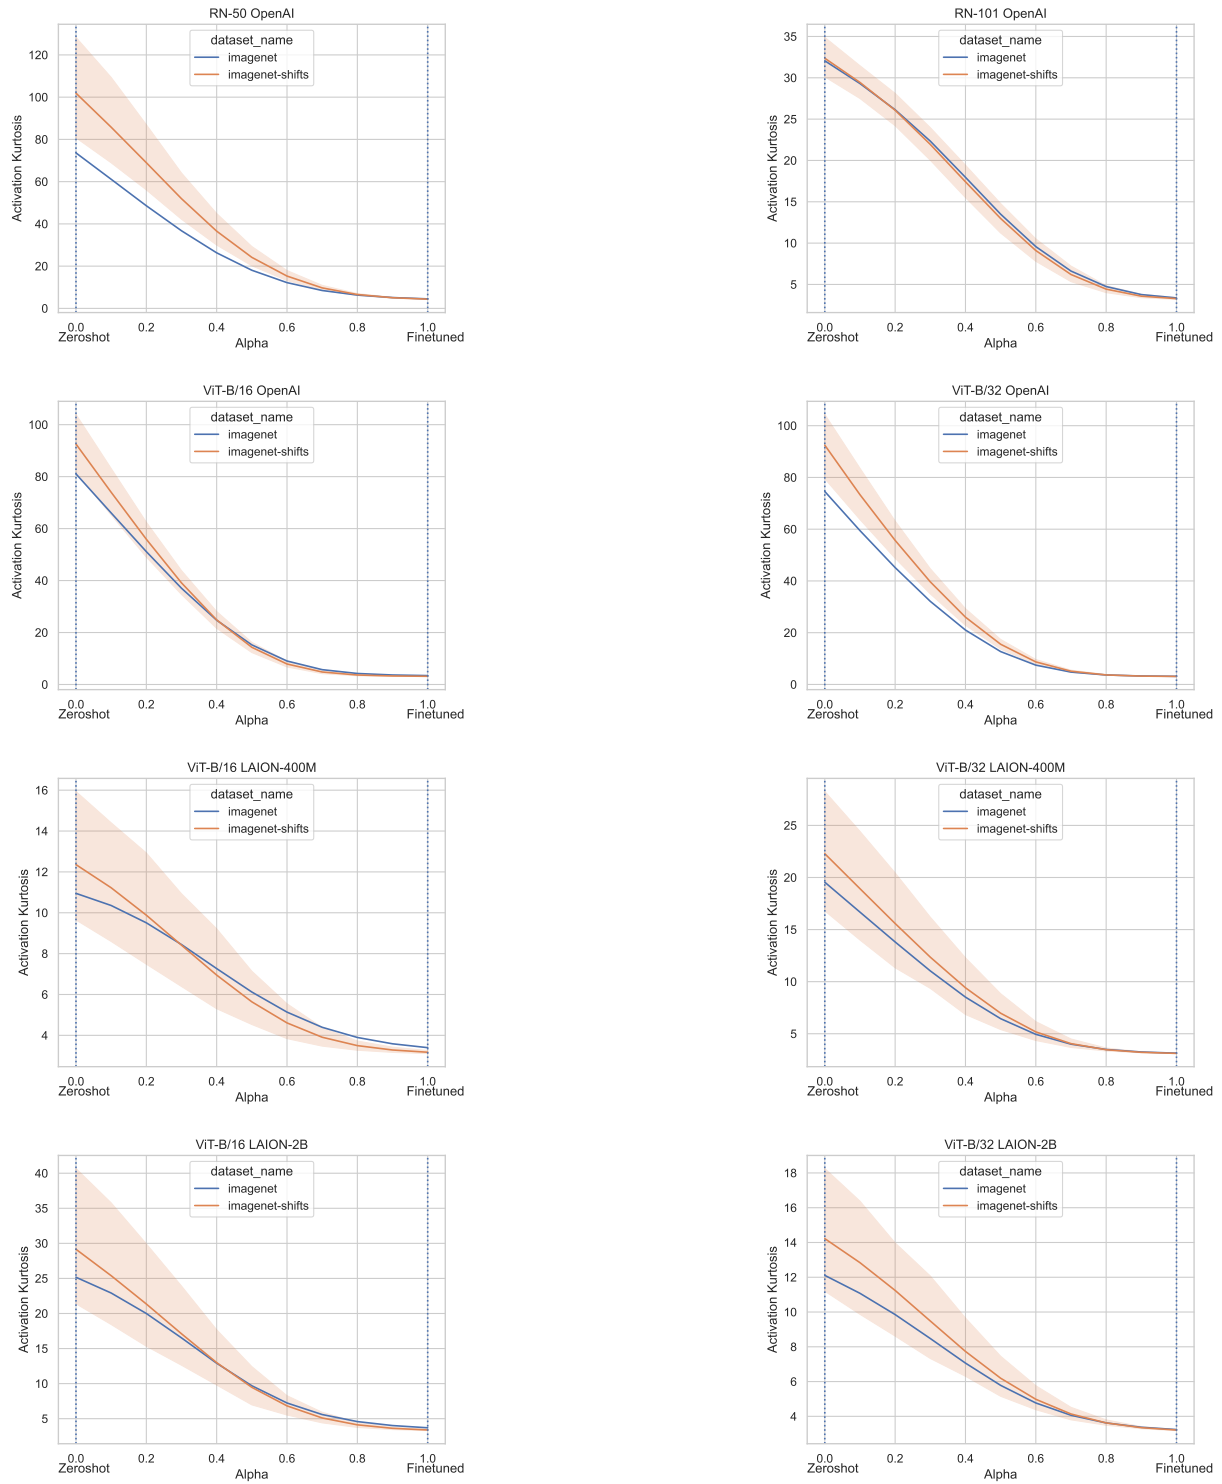 RN-50 OpenAI
dataset_name
imagenet
imagenet-shifts
120
100
80
60
40
20
0
Activation Kurtosis
0.0 0.2 0.4 0.6 0.8 1.0
Zeroshot Alpha Finetuned
RN-101 OpenAI
dataset_name
imagenet
imagenet-shifts
35
30
25
20
15
10
5
Activation Kurtosis
0.0 0.2 0.4 0.6 0.8 1.0
Zeroshot Alpha Finetuned
ViT-B/16 OpenAI
dataset_name
imagenet
imagenet-shifts
100
80
60
40
20
0
Activation Kurtosis
0.0 0.2 0.4 0.6 0.8 1.0
Zeroshot Alpha Finetuned
ViT-B/32 OpenAI
dataset_name
imagenet
imagenet-shifts
100
80
60
40
20
0
Activation Kurtosis
0.0 0.2 0.4 0.6 0.8 1.0
Zeroshot Alpha Finetuned
ViT-B/16 LAION-400M
dataset_name
imagenet
imagenet-shifts
16
14
12
10
8
6
4
Activation Kurtosis
0.0 0.2 0.4 0.6 0.8 1.0
Zeroshot Alpha Finetuned
ViT-B/32 LAION-400M
dataset_name
imagenet
imagenet-shifts
25
20
15
10
5
Activation Kurtosis
0.0 0.2 0.4 0.6 0.8 1.0
Zeroshot Alpha Finetuned
ViT-B/16 LAION-2B
dataset_name
imagenet
imagenet-shifts
40
35
30
25
20
15
10
5
Activation Kurtosis
0.0 0.2 0.4 0.6 0.8 1.0
Zeroshot Alpha Finetuned
ViT-B/32 LAION-2B
dataset_name
imagenet
imagenet-shifts
18
16
14
12
10
8
6
4
Activation Kurtosis
0.0 0.2 0.4 0.6 0.8 1.0
Zeroshot Alpha Finetuned